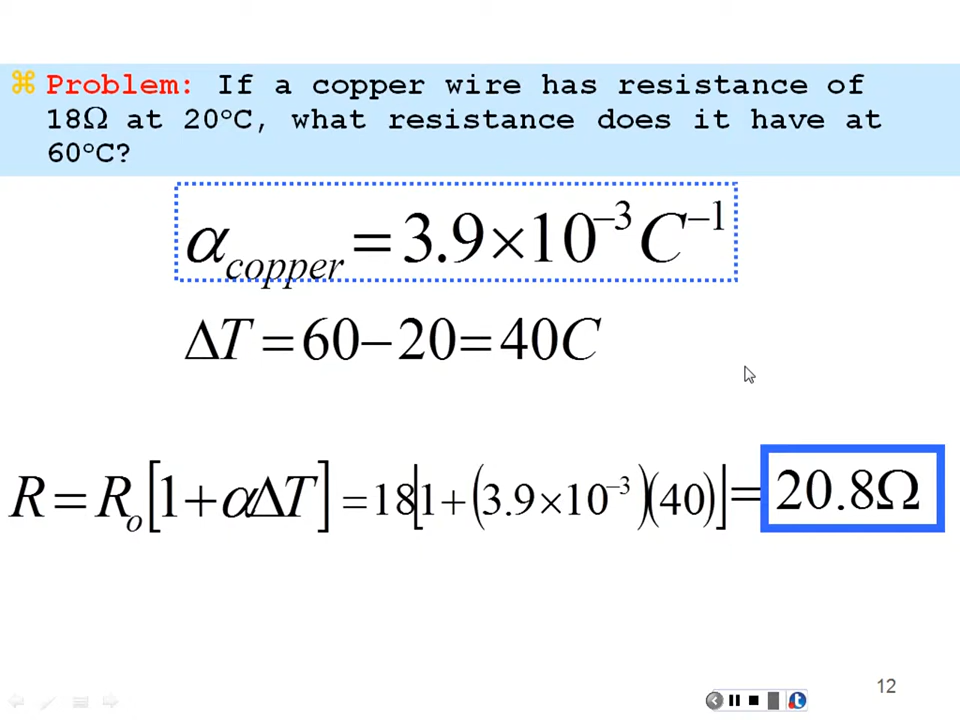 ⌘ Problem: If a copper wire has resistance of
18Ω at 20°C, what resistance does it have at
60°C?
α_copper = 3.9×10⁻³ C⁻¹
ΔT = 60−20 = 40C
R = R_o[1+αΔT] = 18[1+(3.9×10⁻³)(40)] = 20.8Ω
12